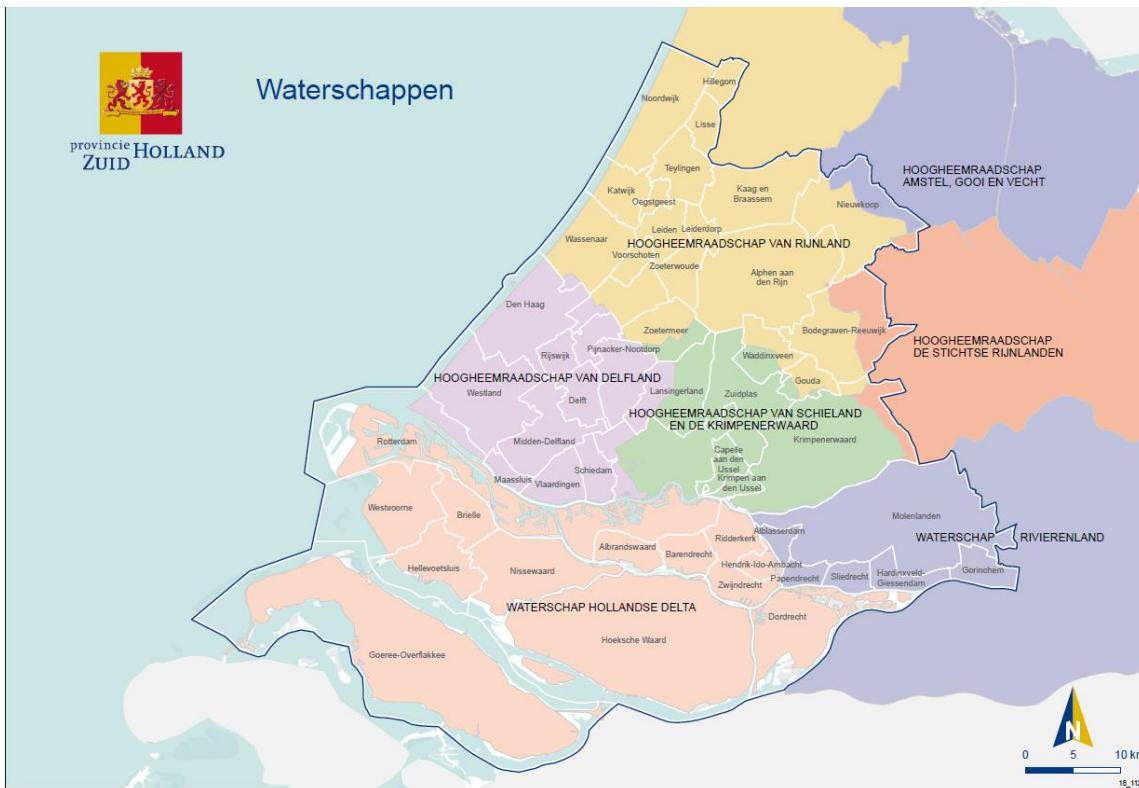 Waterschappen
provincie
ZUID HOLLAND
Hillegom
Noordwijk
Lisse
Teylingen
HOOGHEEMRAADSCHAP
AMSTEL, GOOI EN VECHT
Katwijk
Kaag en
Braassem
Oegstgeest
Nieuwkoop
Leiden
Leiderdorp
Wassenaar
HOOGHEEMRAADSCHAP VAN RIJNLAND
Voorschoten
Zoeterwoude
Alphen aan
den Rijn
Den Haag
Zoetermeer
Bodegraven-Reeuwijk
HOOGHEEMRAADSCHAP
DE STICHTSE RIJNLANDEN
Pijnacker-Nootdorp
Rijswijk
Waddinxveen
HOOGHEEMRAADSCHAP VAN DELFLAND
Gouda
Westland
Delft
Lansingerland
Zuidplas
HOOGHEEMRAADSCHAP VAN SCHIELAND
EN DE KRIMPENERWAARD
Rotterdam
Midden-Delfland
Krimpenerwaard
Capelle
aan den
IJssel
Schiedam
Krimpen aan
den IJssel
Maassluis
Vlaardingen
Westvoorne
Brielle
Molenlanden
Alblasserdam
Ridderkerk
WATERSCHAP RIVIERENLAND
Albrandswaard
Barendrecht
Hendrik-Ido-Ambacht
Hellevoetsluis
Nissewaard
Zwijndrecht
Papendrecht
Sliedrecht
Hardinxveld-
Giessendam
Gorinchem
WATERSCHAP HOLLANDSE DELTA
Dordrecht
Hoeksche Waard
Goeree-Overflakkee
N
0 5 10 km